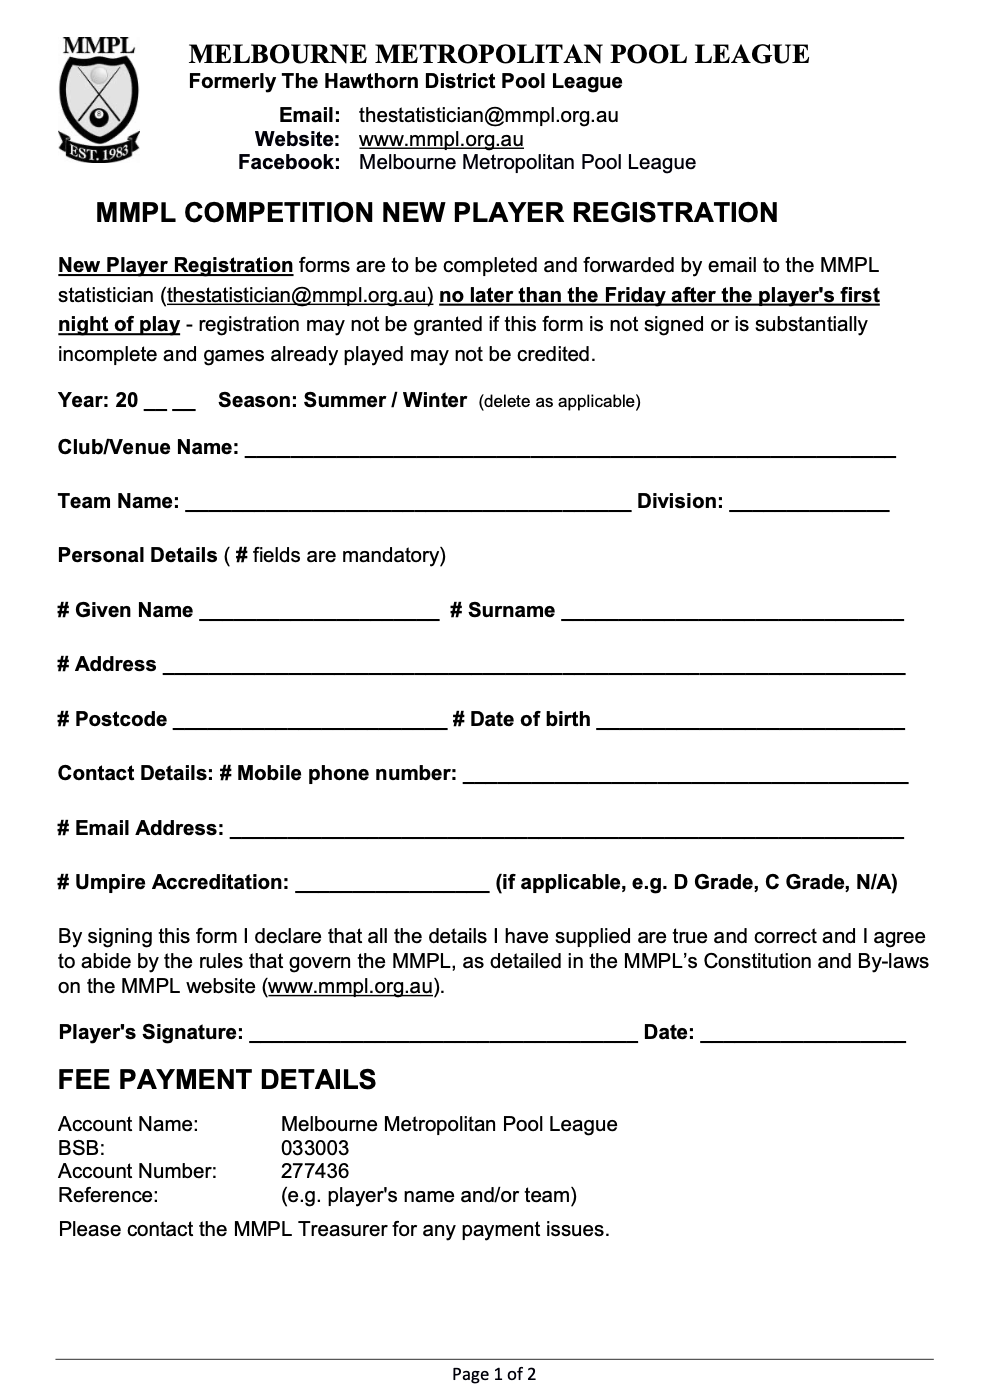 MMPL
EST. 1983
MELBOURNE METROPOLITAN POOL LEAGUE
Formerly The Hawthorn District Pool League
Email: thestatistician@mmpl.org.au
Website: www.mmpl.org.au
Facebook: Melbourne Metropolitan Pool League
MMPL COMPETITION NEW PLAYER REGISTRATION
New Player Registration forms are to be completed and forwarded by email to the MMPL
statistician (thestatistician@mmpl.org.au) no later than the Friday after the player's first
night of play - registration may not be granted if this form is not signed or is substantially
incomplete and games already played may not be credited.
Year: 20 __ __ Season: Summer / Winter (delete as applicable)
Club/Venue Name: ____________________
Team Name: ____________________ Division: __________
Personal Details ( # fields are mandatory)
# Given Name ____________________ # Surname ____________________
# Address ____________________
# Postcode ____________________ # Date of birth ____________________
Contact Details: # Mobile phone number: ____________________
# Email Address: ____________________
# Umpire Accreditation: ____________________ (if applicable, e.g. D Grade, C Grade, N/A)
By signing this form I declare that all the details I have supplied are true and correct and I agree
to abide by the rules that govern the MMPL, as detailed in the MMPL’s Constitution and By-laws
on the MMPL website (www.mmpl.org.au).
Player's Signature: ____________________ Date: ____________________
FEE PAYMENT DETAILS
Account Name: Melbourne Metropolitan Pool League
BSB: 033003
Account Number: 277436
Reference: (e.g. player's name and/or team)
Please contact the MMPL Treasurer for any payment issues.
Page 1 of 2